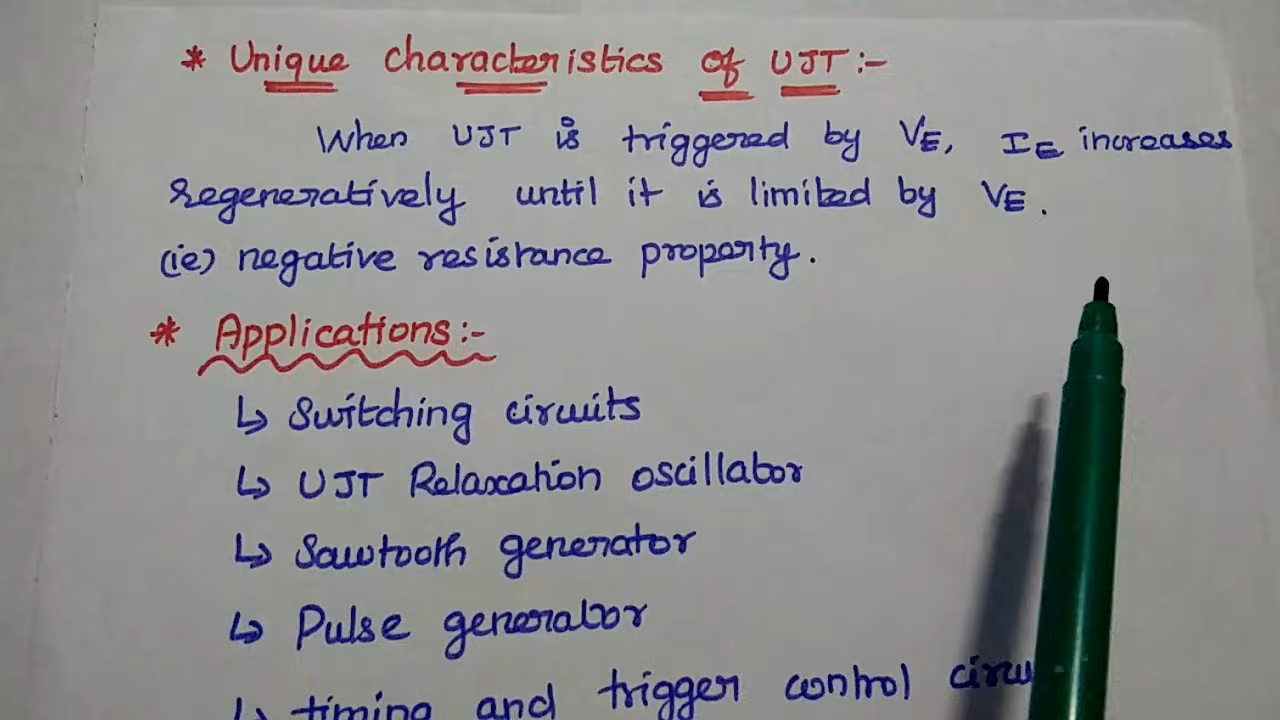 * Unique characteristics of UJT:-
When UJT is triggered by VE, IE increases
regeneratively until it is limited by VE.
(ie) negative resistance property.
* Applications:-
↳ Switching circuits
↳ UJT Relaxation oscillator
↳ Sawtooth generator
↳ Pulse generator
↳ timing and trigger control